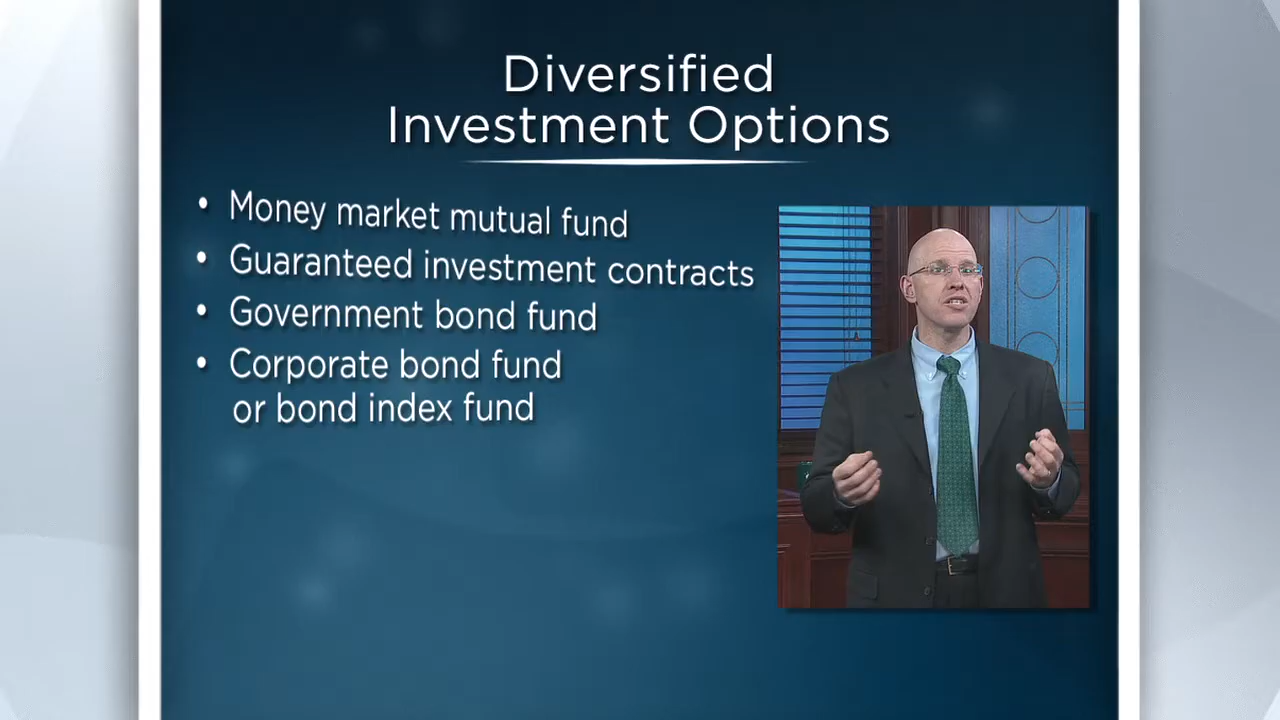 Diversified
Investment Options
• Money market mutual fund
• Guaranteed investment contracts
• Government bond fund
• Corporate bond fund
or bond index fund